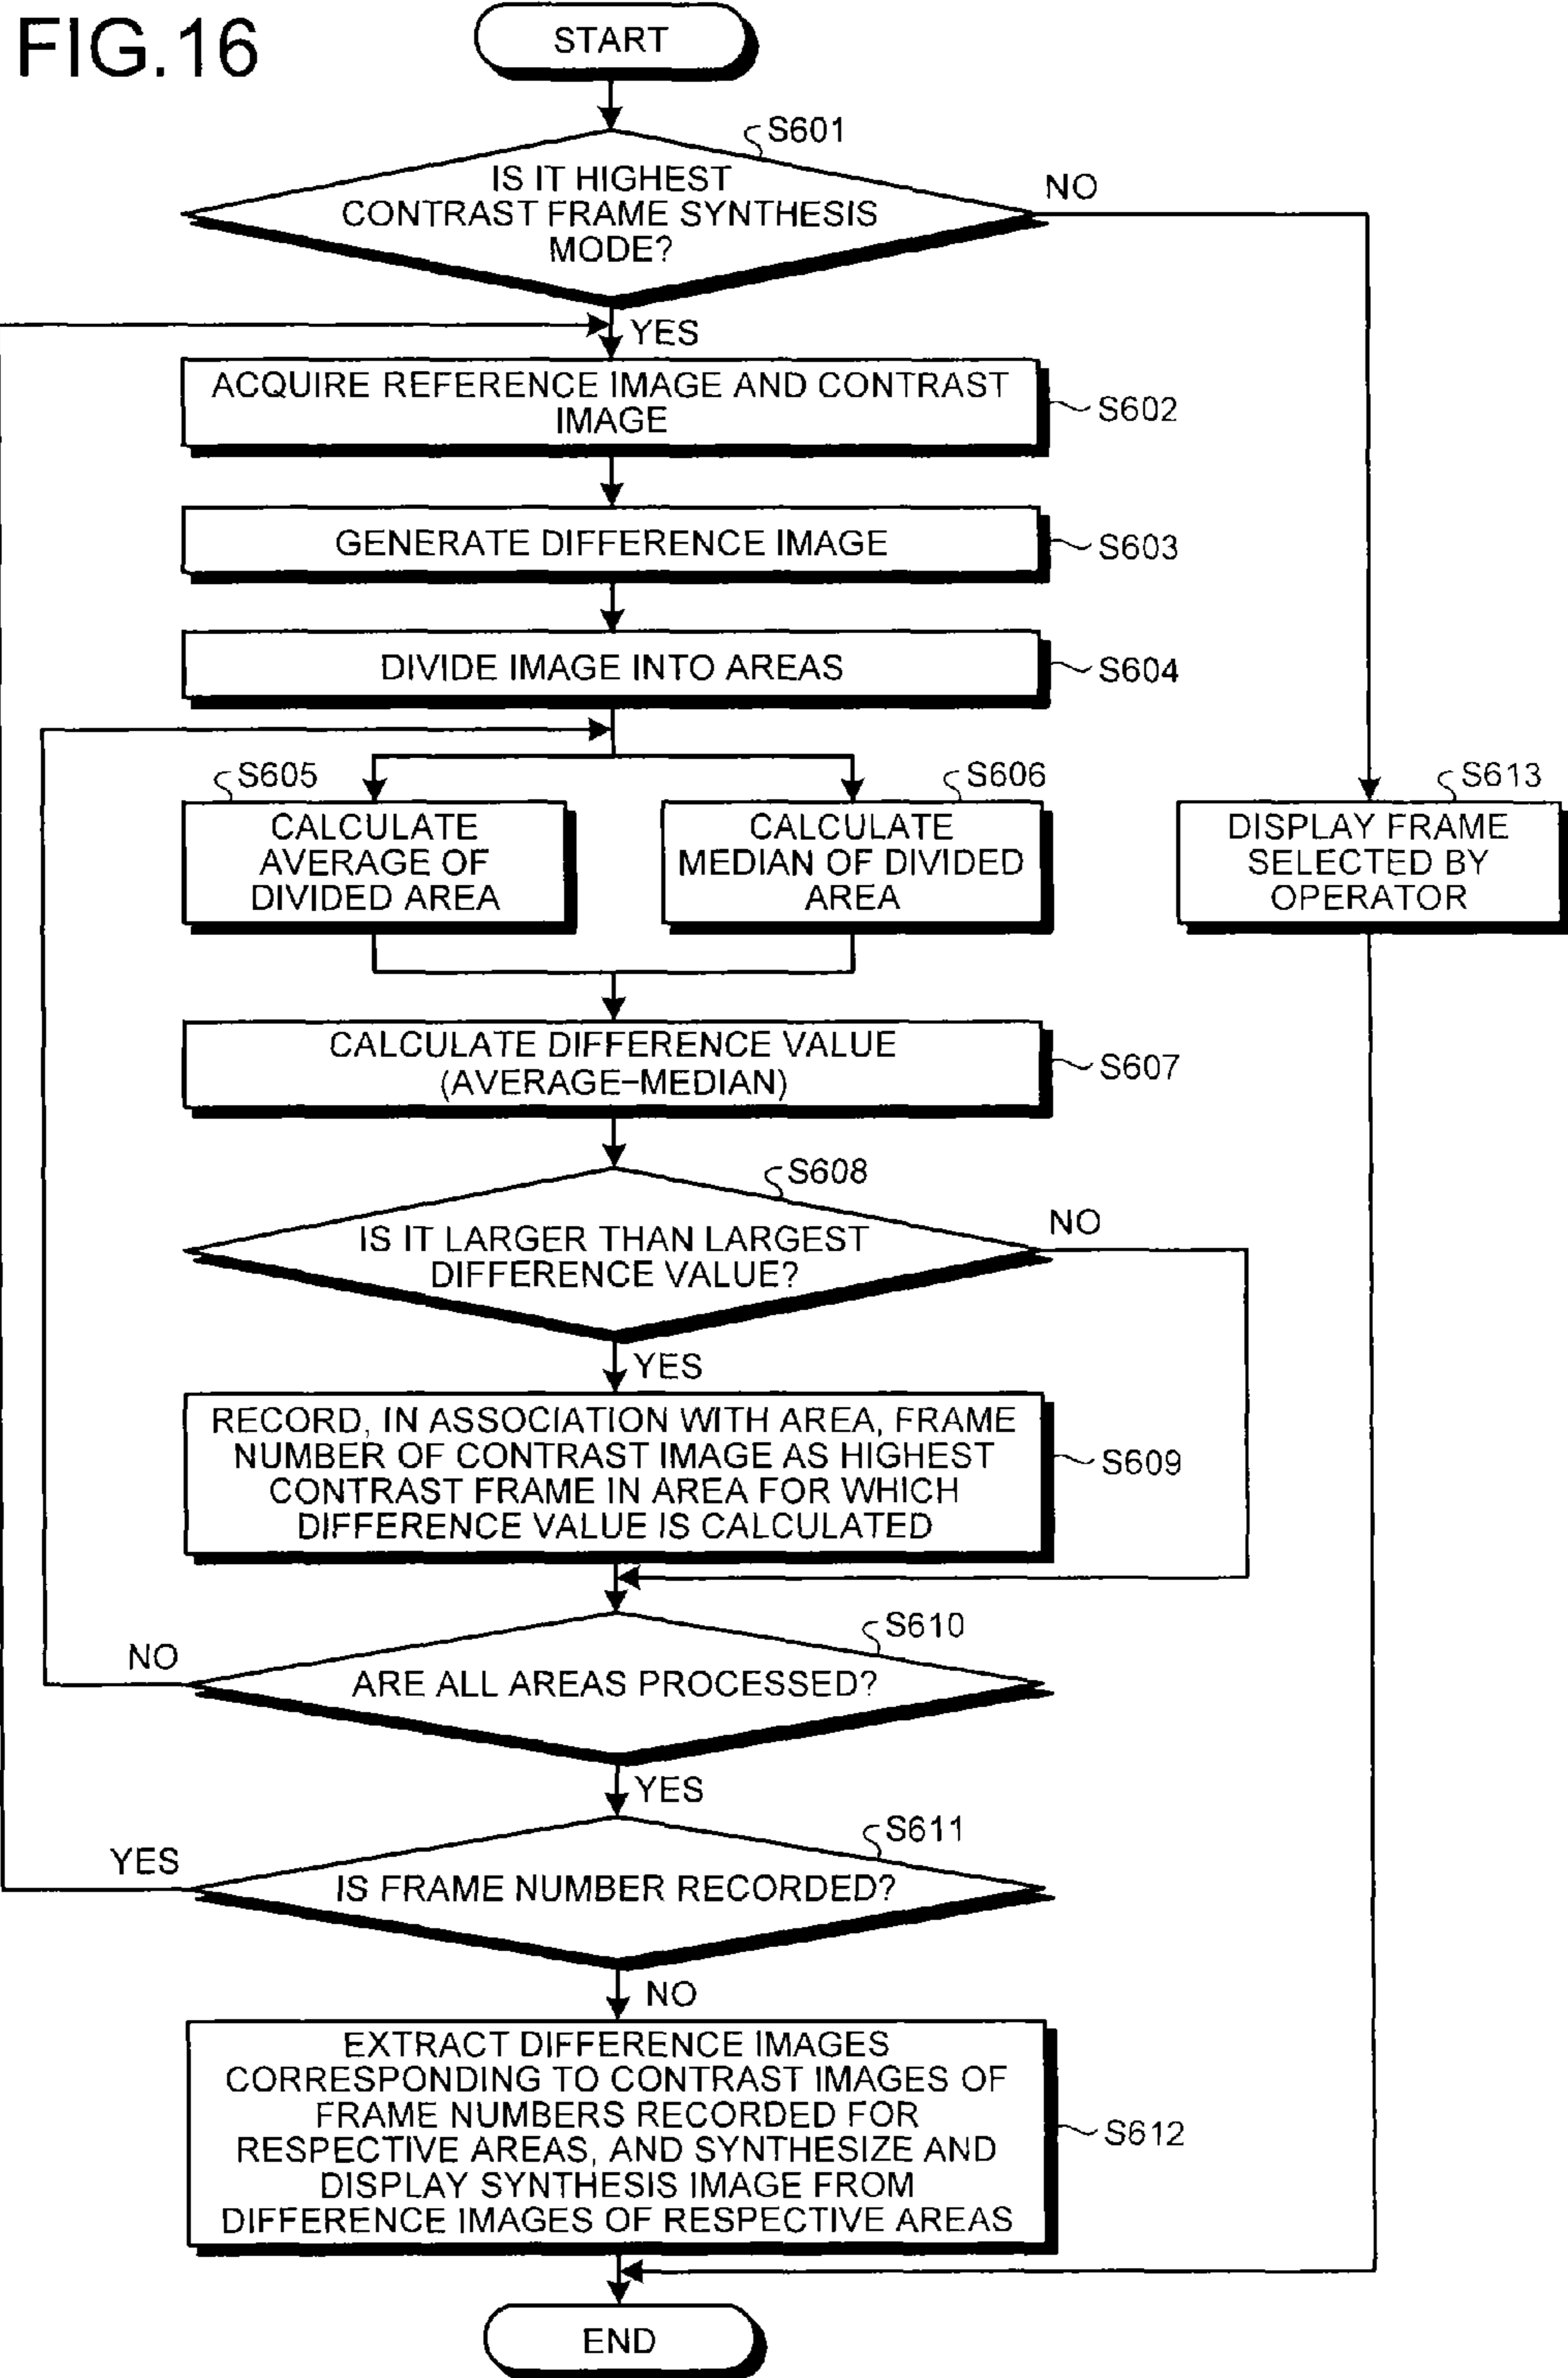 FIG.16
START
S601
IS IT HIGHEST
CONTRAST FRAME SYNTHESIS
MODE?
NO
YES
ACQUIRE REFERENCE IMAGE AND CONTRAST
IMAGE
S602
GENERATE DIFFERENCE IMAGE
S603
DIVIDE IMAGE INTO AREAS
S604
S605
CALCULATE
AVERAGE OF
DIVIDED AREA
S606
CALCULATE
MEDIAN OF DIVIDED
AREA
S613
DISPLAY FRAME
SELECTED BY
OPERATOR
CALCULATE DIFFERENCE VALUE
(AVERAGE−MEDIAN)
S607
S608
IS IT LARGER THAN LARGEST
DIFFERENCE VALUE?
NO
YES
RECORD, IN ASSOCIATION WITH AREA, FRAME
NUMBER OF CONTRAST IMAGE AS HIGHEST
CONTRAST FRAME IN AREA FOR WHICH
DIFFERENCE VALUE IS CALCULATED
S609
S610
NO
ARE ALL AREAS PROCESSED?
YES
S611
YES
IS FRAME NUMBER RECORDED?
NO
EXTRACT DIFFERENCE IMAGES
CORRESPONDING TO CONTRAST IMAGES OF
FRAME NUMBERS RECORDED FOR
RESPECTIVE AREAS, AND SYNTHESIZE AND
DISPLAY SYNTHESIS IMAGE FROM
DIFFERENCE IMAGES OF RESPECTIVE AREAS
S612
END